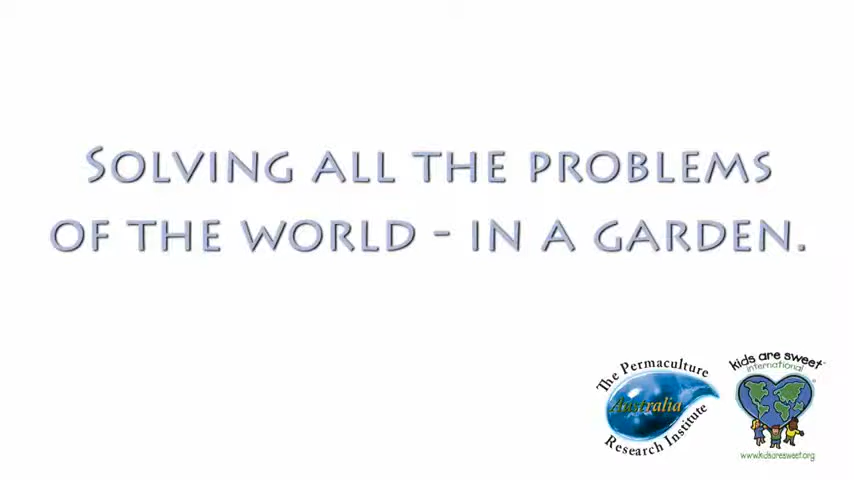 SOLVING ALL THE PROBLEMS
OF THE WORLD - IN A GARDEN.
The Permaculture
Australia
Research Institute
kids are sweet™
international
www.kidsaresweet.org